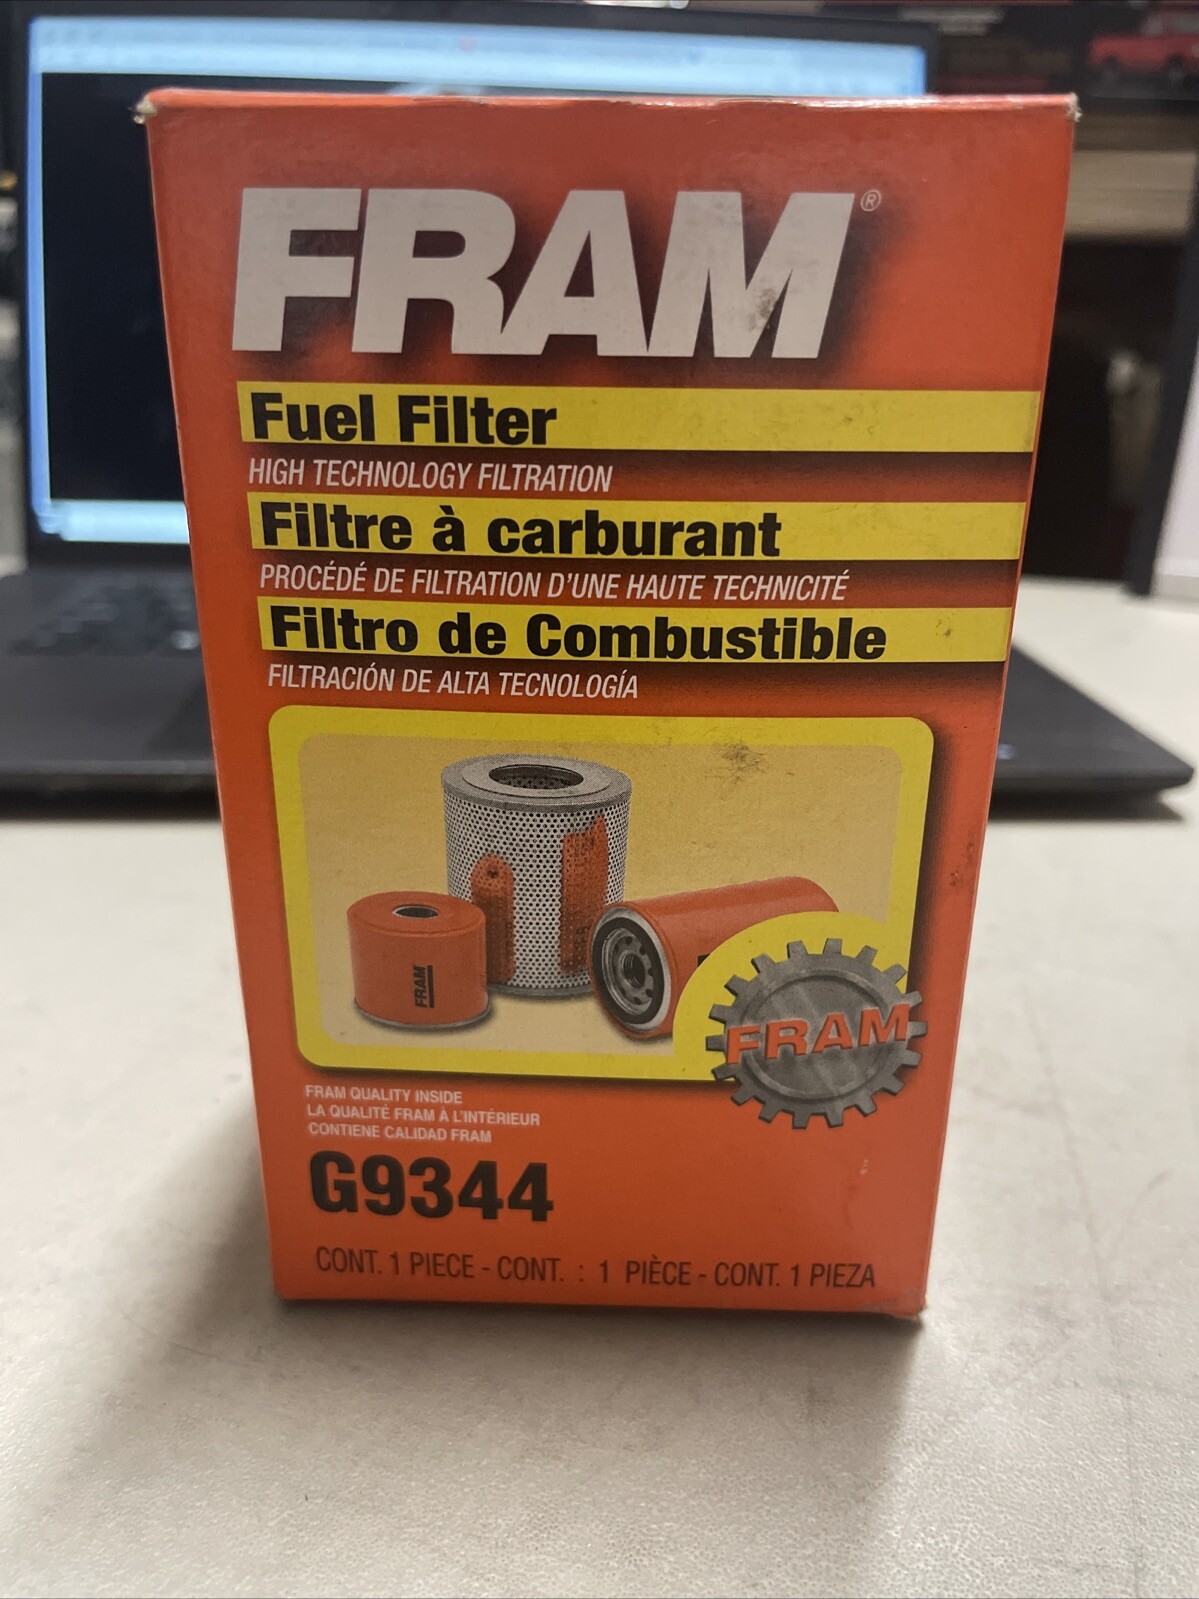 FRAM®
Fuel Filter
HIGH TECHNOLOGY FILTRATION
Filtre à carburant
PROCÉDÉ DE FILTRATION D'UNE HAUTE TECHNICITÉ
Filtro de Combustible
FILTRACIÓN DE ALTA TECNOLOGÍA
FRAM
FRAM
FRAM QUALITY INSIDE
LA QUALITÉ FRAM À L'INTÉRIEUR
CONTIENE CALIDAD FRAM
G9344
CONT. 1 PIECE - CONT. : 1 PIÈCE - CONT. 1 PIEZA